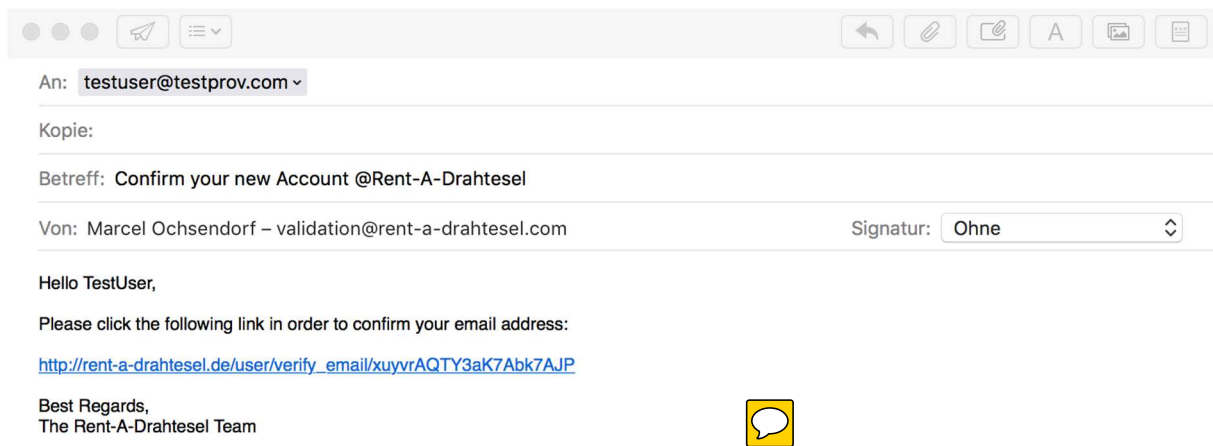 A
An: testuser@testprov.com
Kopie:
Betreff: Confirm your new Account @Rent-A-Drahtesel
Von: Marcel Ochsendorf – validation@rent-a-drahtesel.com Signatur: Ohne
Hello TestUser,
Please click the following link in order to confirm your email address:
http://rent-a-drahtesel.de/user/verify_email/xuyvrAQTY3aK7Abk7AJP
Best Regards,
The Rent-A-Drahtesel Team